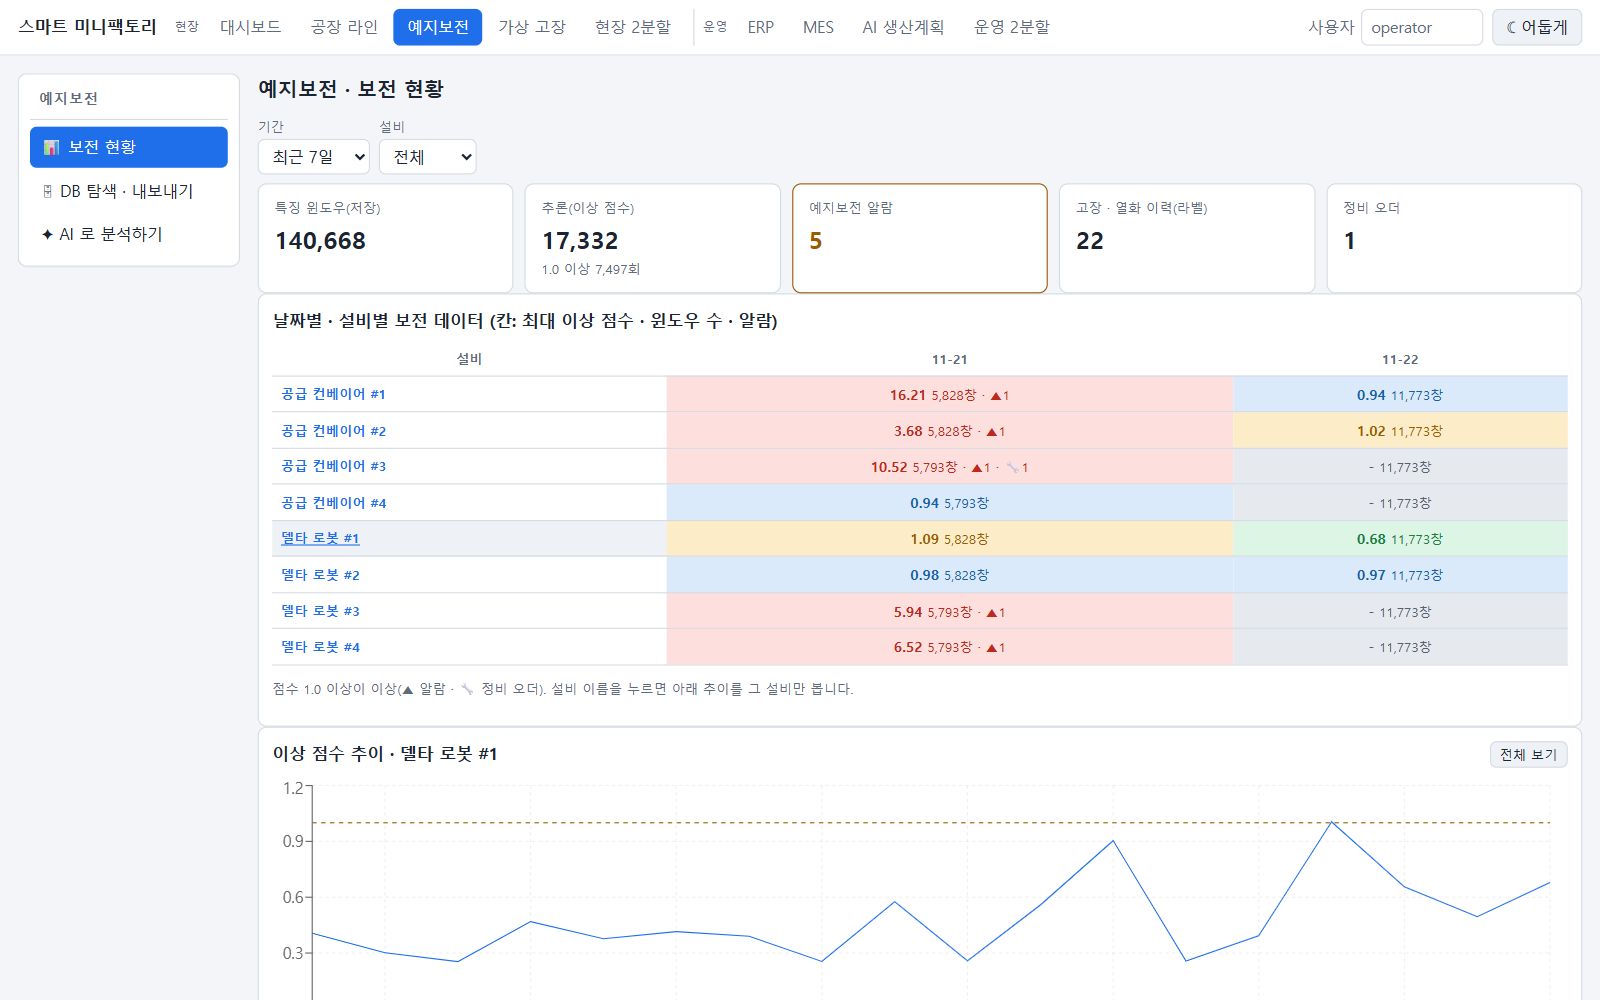 스마트 미니팩토리 현장 대시보드 공장 라인 예지보전 가상 고장 현장 2분할 운영 ERP MES AI 생산계획 운영 2분할 사용자 operator ☾ 어둡게
예지보전
📊 보전 현황
🗄 DB 탐색 · 내보내기
✦ AI 로 분석하기
예지보전 · 보전 현황
기간 설비
최근 7일 전체
특징 윈도우(저장)
140,668
추론(이상 점수)
17,332
1.0 이상 7,497회
예지보전 알람
5
고장 · 열화 이력(라벨)
22
정비 오더
1
날짜별 · 설비별 보전 데이터 (칸: 최대 이상 점수 · 윈도우 수 · 알람)
설비 11-21 11-22
공급 컨베이어 #1 16.21 5,828창 · ▲1 0.94 11,773창
공급 컨베이어 #2 3.68 5,828창 · ▲1 1.02 11,773창
공급 컨베이어 #3 10.52 5,793창 · ▲1 · 🔧1 - 11,773창
공급 컨베이어 #4 0.94 5,793창 - 11,773창
델타 로봇 #1 1.09 5,828창 0.68 11,773창
델타 로봇 #2 0.98 5,828창 0.97 11,773창
델타 로봇 #3 5.94 5,793창 · ▲1 - 11,773창
델타 로봇 #4 6.52 5,793창 · ▲1 - 11,773창
점수 1.0 이상이 이상(▲ 알람 · 🔧 정비 오더). 설비 이름을 누르면 아래 추이를 그 설비만 봅니다.
이상 점수 추이 · 델타 로봇 #1 전체 보기
1.2
0.9
0.6
0.3